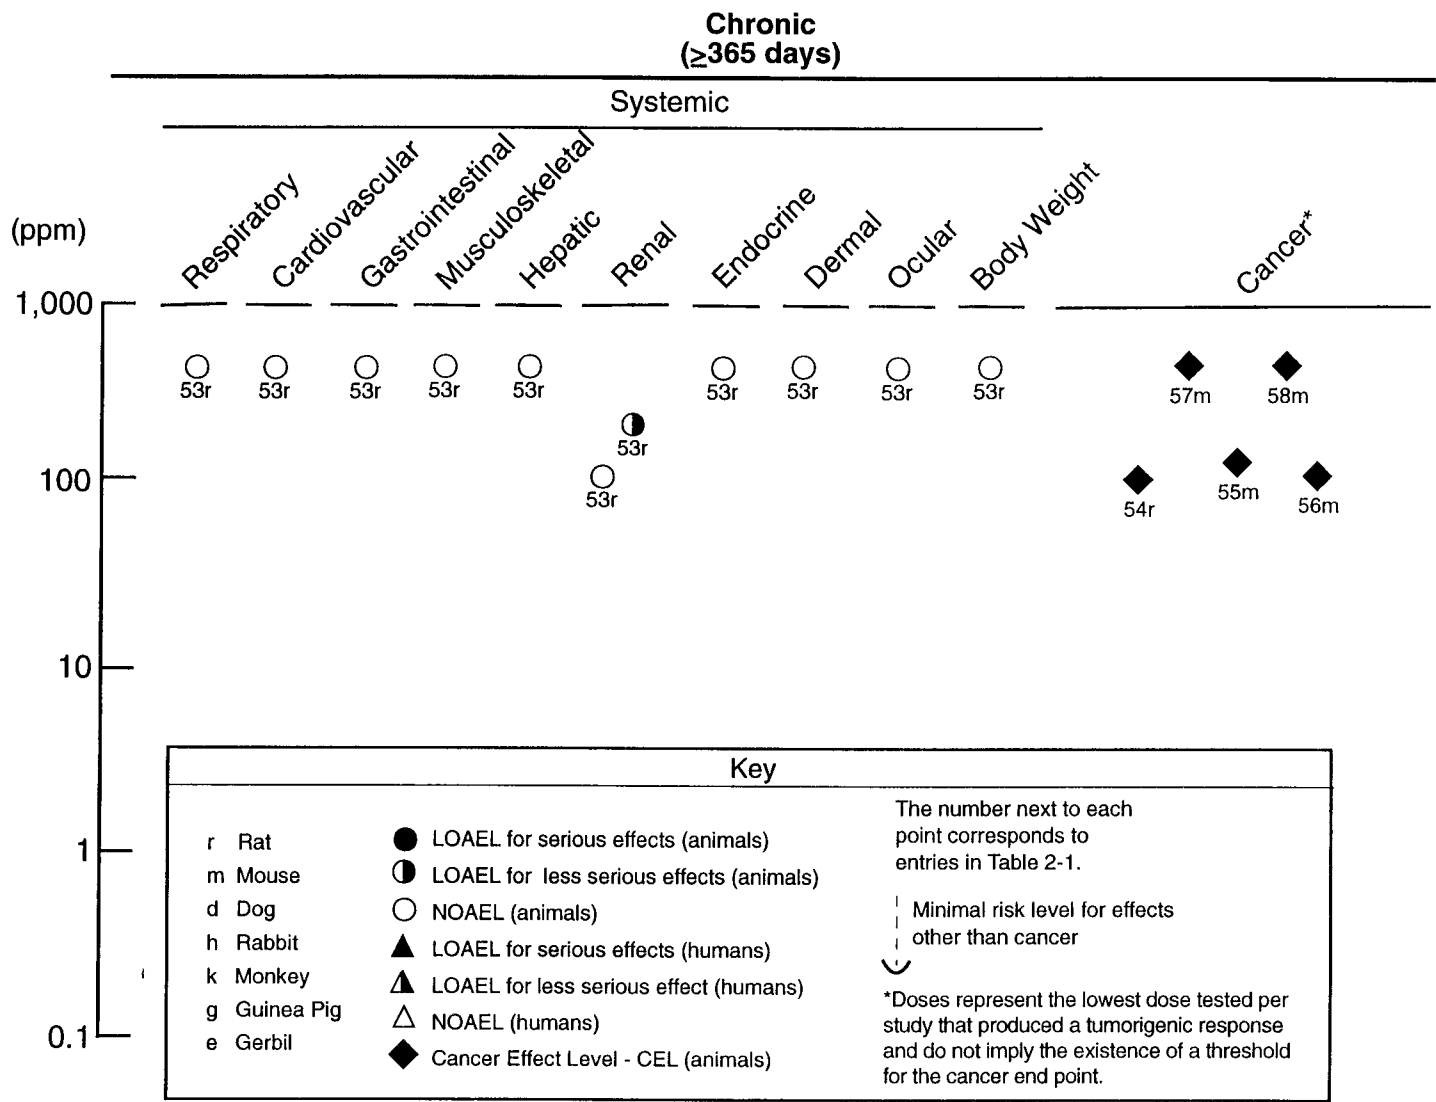 Chronic
(≥365 days)
Systemic
(ppm)
Respiratory
Cardiovascular
Gastrointestinal
Musculoskeletal
Hepatic
Renal
Endocrine
Dermal
Ocular
Body Weight
Cancer*
1,000
53r 53r 53r 53r 53r 53r 53r 53r 53r 57m 58m
53r
100
53r 54r 55m 56m
10
1
0.1
Key
r Rat
m Mouse
d Dog
h Rabbit
k Monkey
g Guinea Pig
e Gerbil
LOAEL for serious effects (animals)
LOAEL for less serious effects (animals)
NOAEL (animals)
LOAEL for serious effects (humans)
LOAEL for less serious effect (humans)
NOAEL (humans)
Cancer Effect Level - CEL (animals)
The number next to each
point corresponds to
entries in Table 2-1.
Minimal risk level for effects
other than cancer
*Doses represent the lowest dose tested per
study that produced a tumorigenic response
and do not imply the existence of a threshold
for the cancer end point.